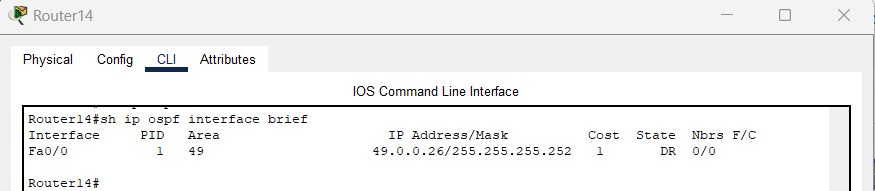 Router14
Physical Config CLI Attributes
IOS Command Line Interface
Router14#sh ip ospf interface brief
Interface PID Area IP Address/Mask Cost State Nbrs F/C
Fa0/0 1 49 49.0.0.26/255.255.255.252 1 DR 0/0
Router14#